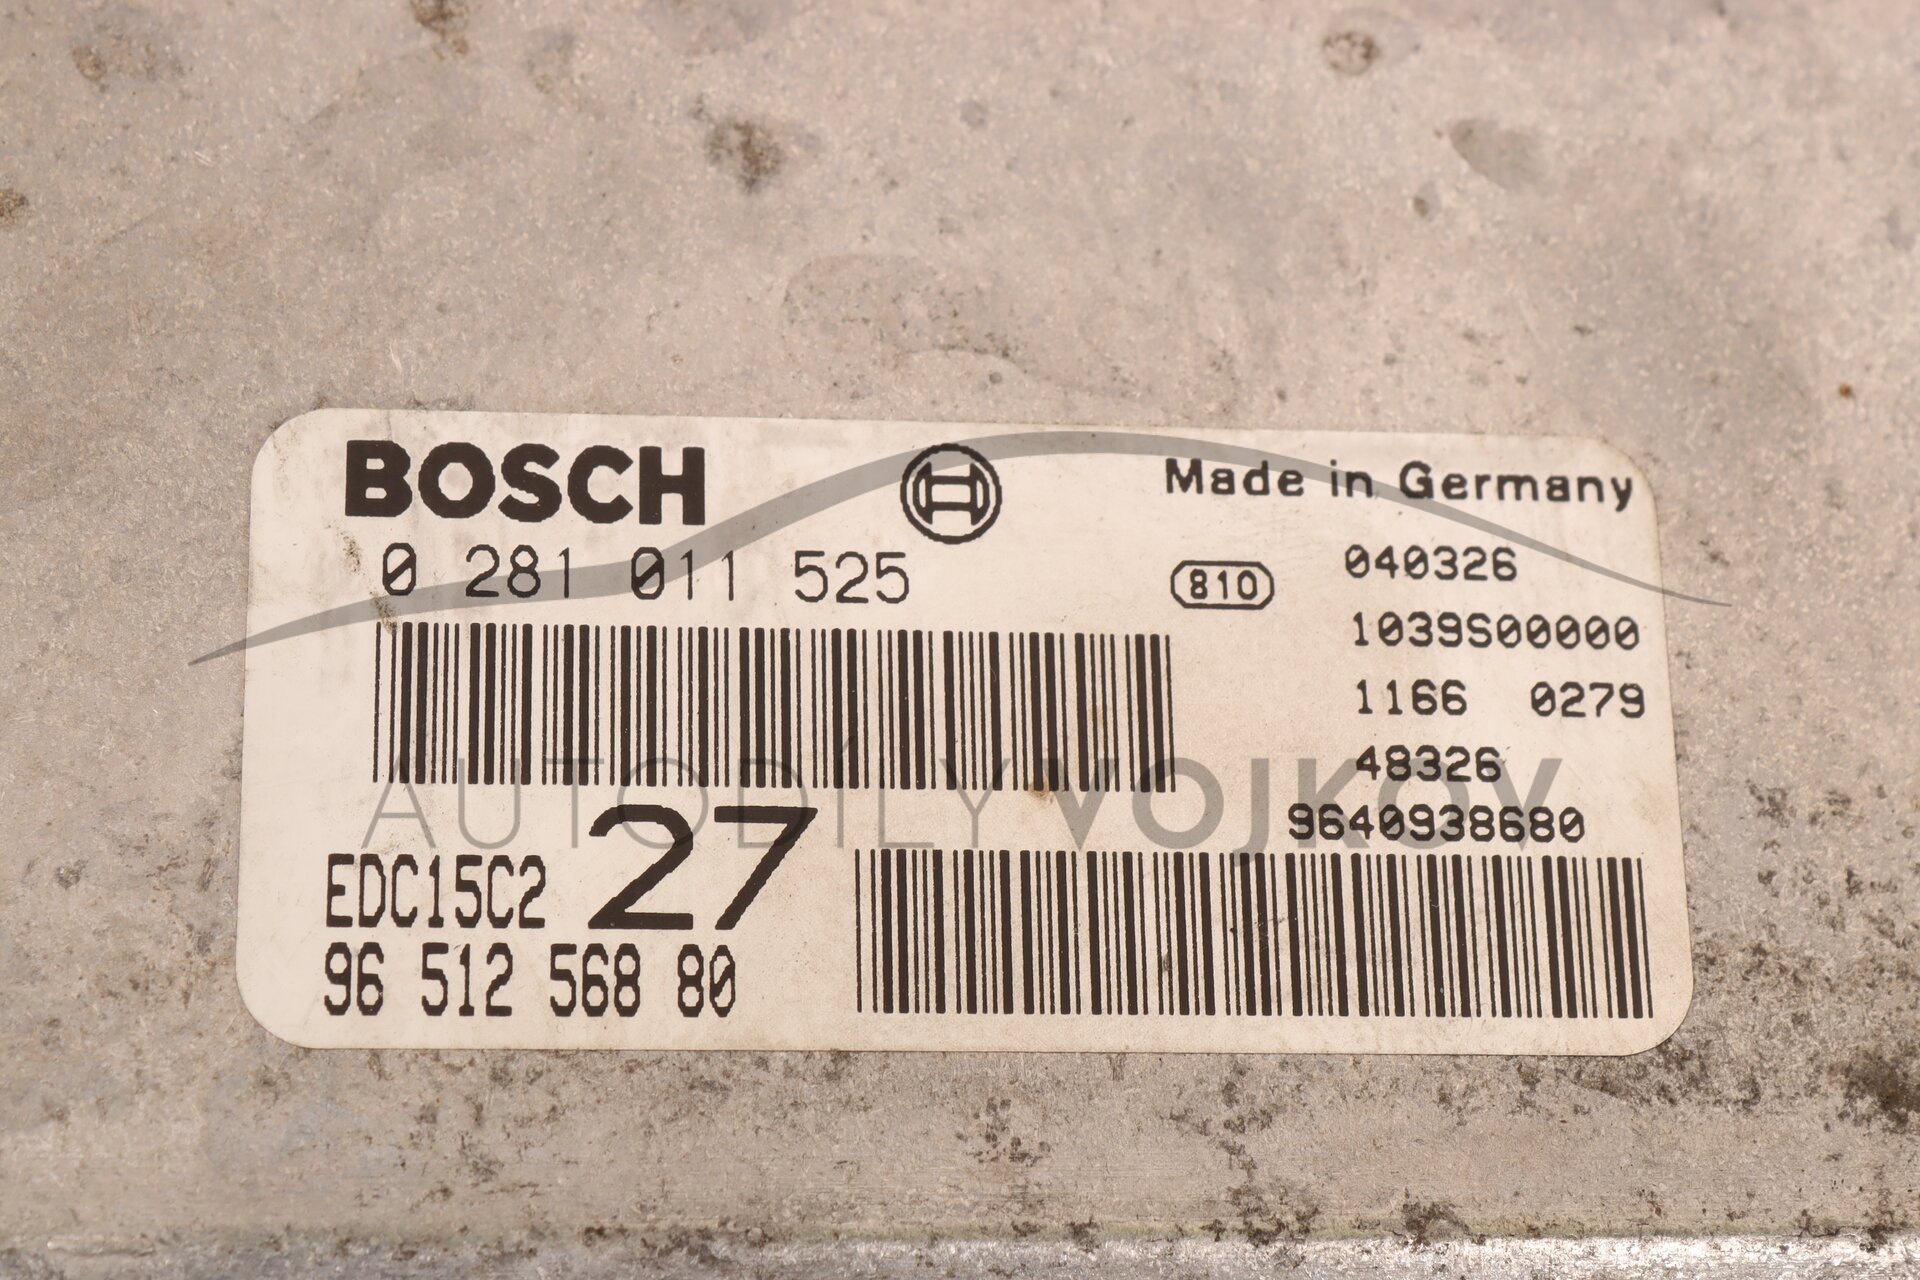 BOSCH
Made in Germany
0 281 011 525
810
040326
1039S00000
1166 0279
48326
AUTODÍLY VOJKOV
9640938680
27
EDC15C2
96 512 568 80